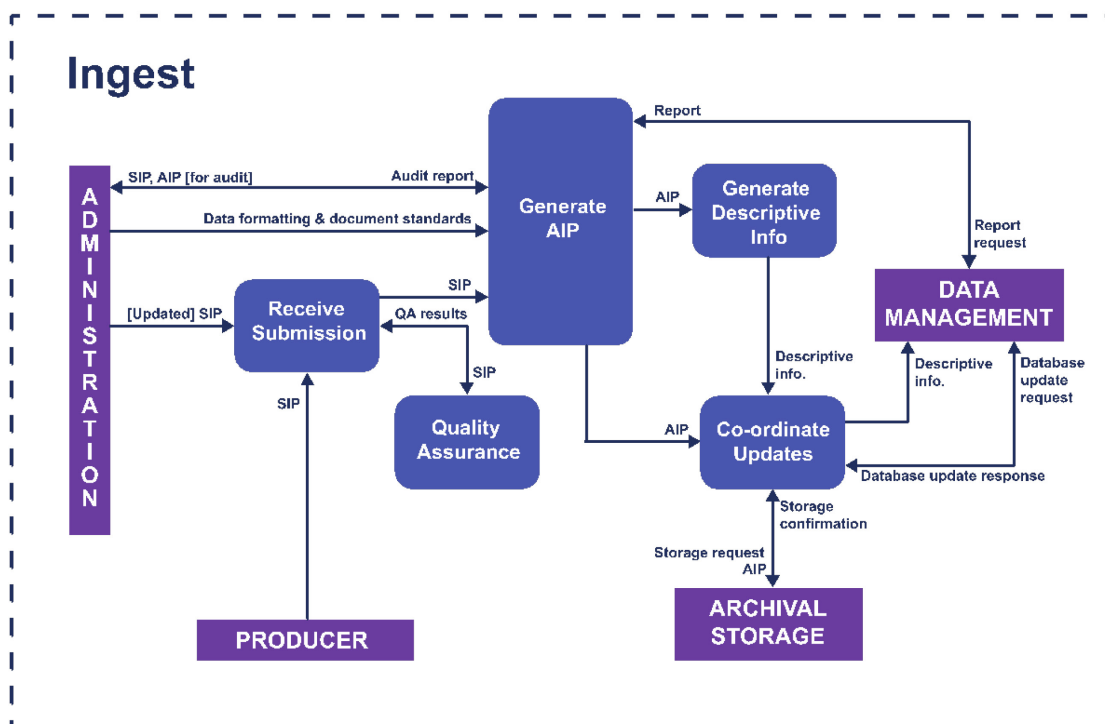 Ingest
Report
SIP, AIP [for audit]
Audit report
Generate
AIP
AIP
Generate
Descriptive
Info
Data formatting & document standards
Report
request
ADMINISTRATION
SIP
[Updated] SIP
Receive
Submission
QA results
DATA
MANAGEMENT
SIP
Descriptive
info.
Descriptive
info.
Database
update
request
SIP
Quality
Assurance
AIP
Co-ordinate
Updates
Database update response
Storage
confirmation
Storage request
AIP
PRODUCER
ARCHIVAL
STORAGE